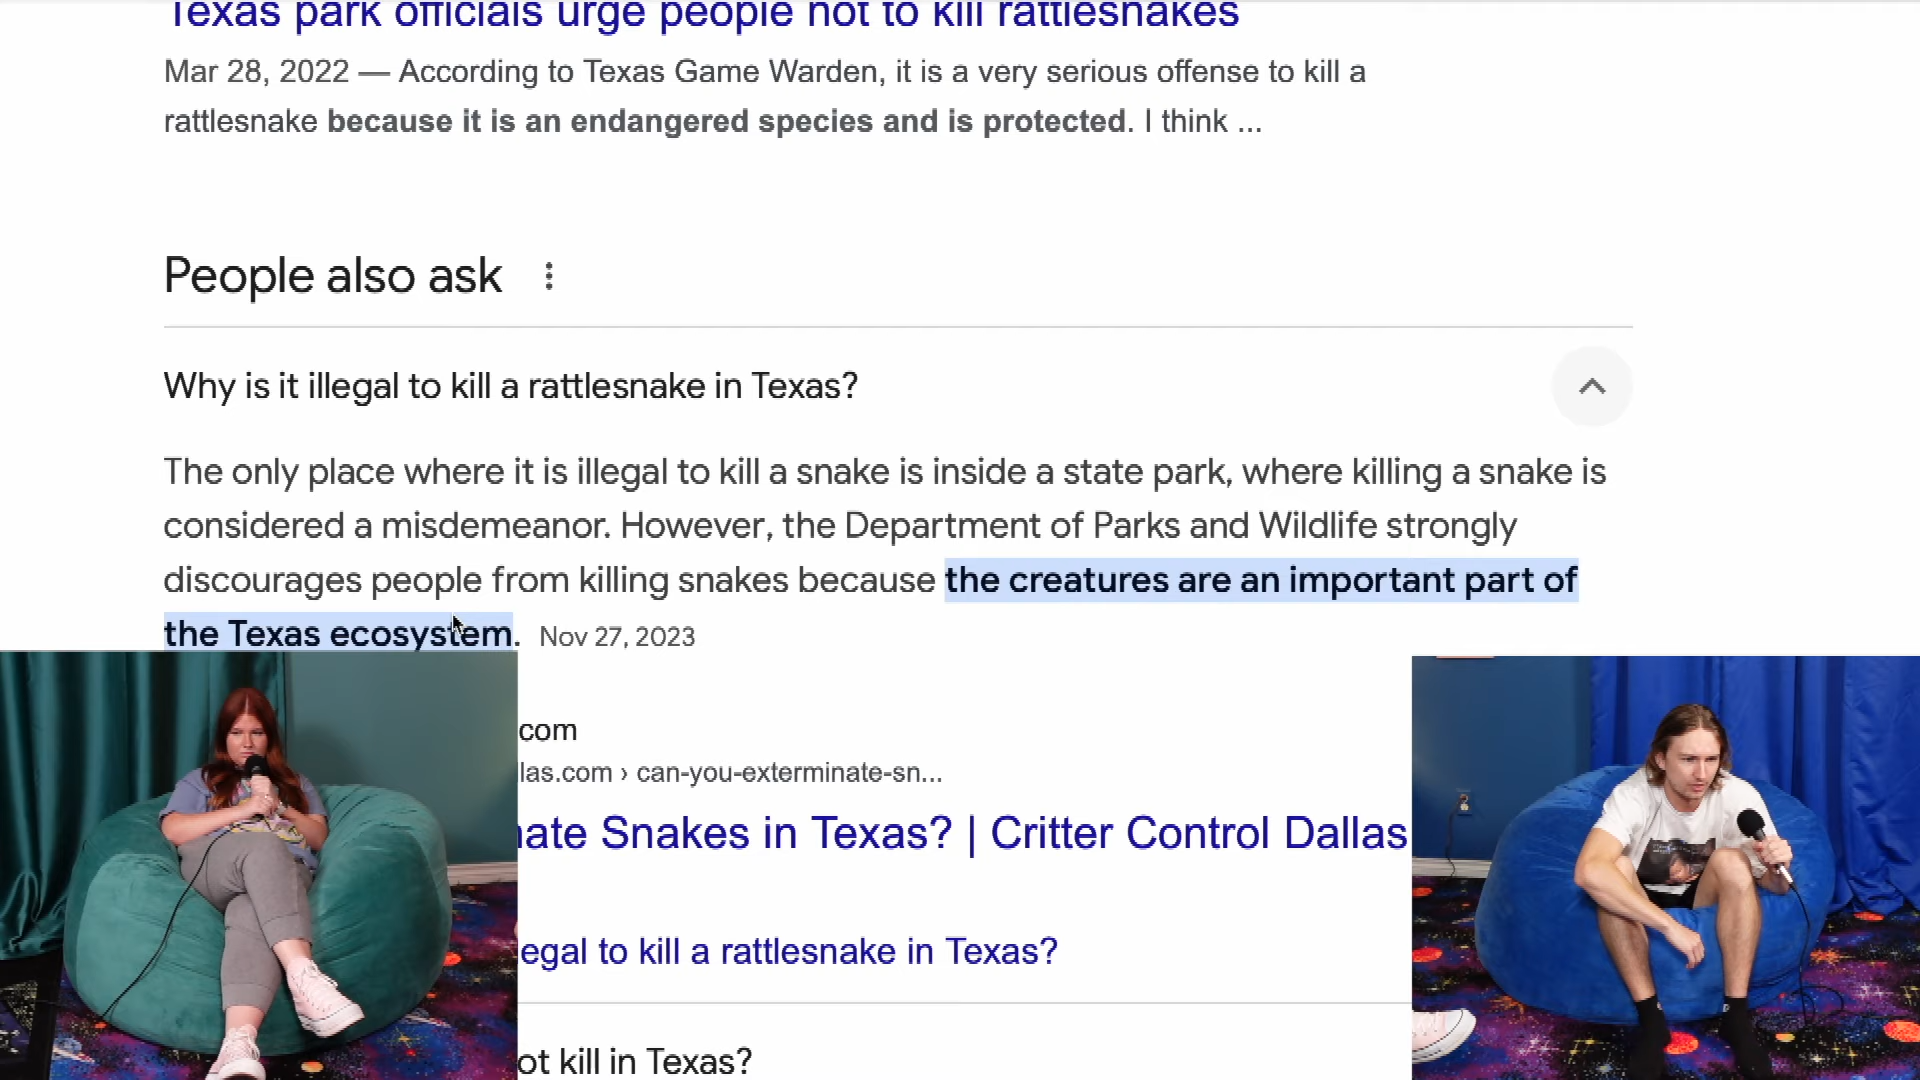 Texas park officials urge people not to kill rattlesnakes
Mar 28, 2022 — According to Texas Game Warden, it is a very serious offense to kill a
rattlesnake because it is an endangered species and is protected. I think ...
People also ask
Why is it illegal to kill a rattlesnake in Texas?
The only place where it is illegal to kill a snake is inside a state park, where killing a snake is
considered a misdemeanor. However, the Department of Parks and Wildlife strongly
discourages people from killing snakes because the creatures are an important part of
the Texas ecosystem. Nov 27, 2023
com
las.com › can-you-exterminate-sn...
nate Snakes in Texas? | Critter Control Dallas
egal to kill a rattlesnake in Texas?
ot kill in Texas?